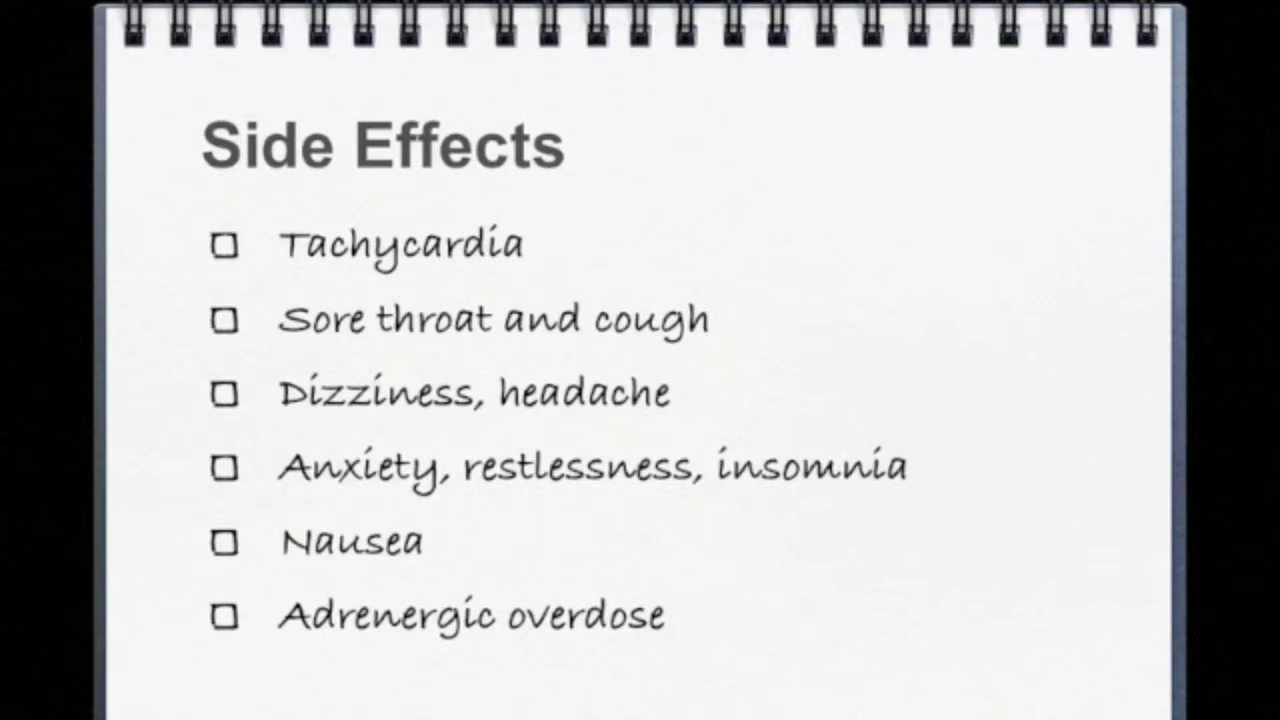 Side Effects
Tachycardia
Sore throat and cough
Dizziness, headache
Anxiety, restlessness, insomnia
Nausea
Adrenergic overdose